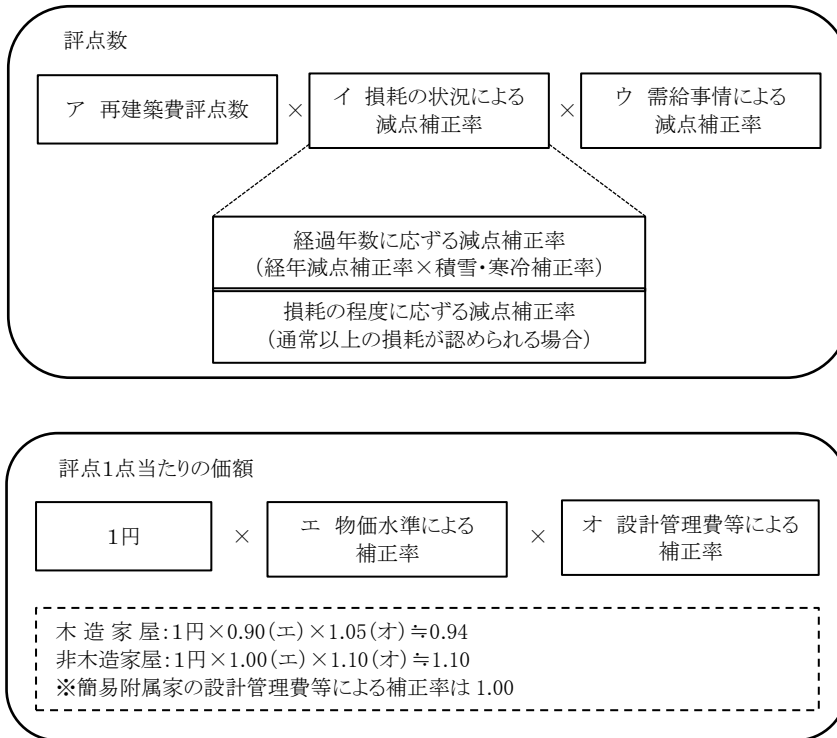 評点数
ア 再建築費評点数 × イ 損耗の状況による × ウ 需給事情による
減点補正率 減点補正率
経過年数に応ずる減点補正率
(経年減点補正率×積雪・寒冷補正率)
損耗の程度に応ずる減点補正率
(通常以上の損耗が認められる場合)
評点1点当たりの価額
1円 × エ 物価水準による × オ 設計管理費等による
補正率 補正率
木 造 家 屋:1円×0.90(エ)×1.05(オ)≒0.94
非木造家屋:1円×1.00(エ)×1.10(オ)≒1.10
※簡易附属家の設計管理費等による補正率は 1.00